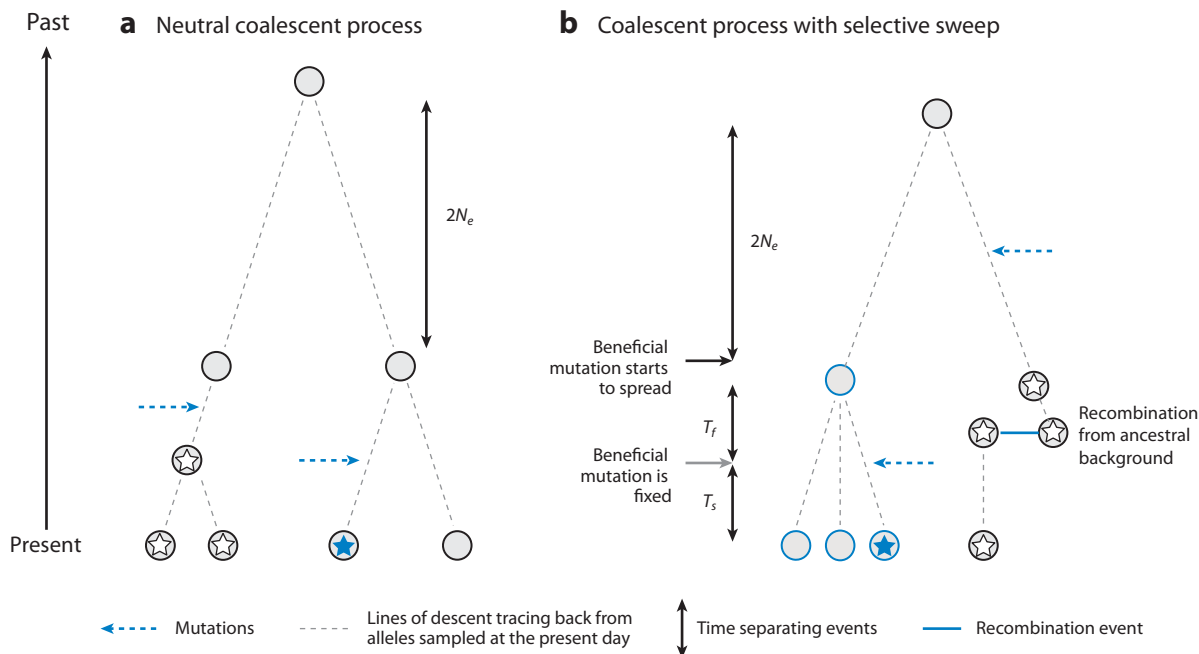 Past
a Neutral coalescent process
b Coalescent process with selective sweep
2Ne
2Ne
Beneficial
mutation starts
to spread
Tf
Recombination
from ancestral
background
Beneficial
mutation is
fixed
Ts
Present
Mutations
Lines of descent tracing back from
alleles sampled at the present day
Time separating events
Recombination event